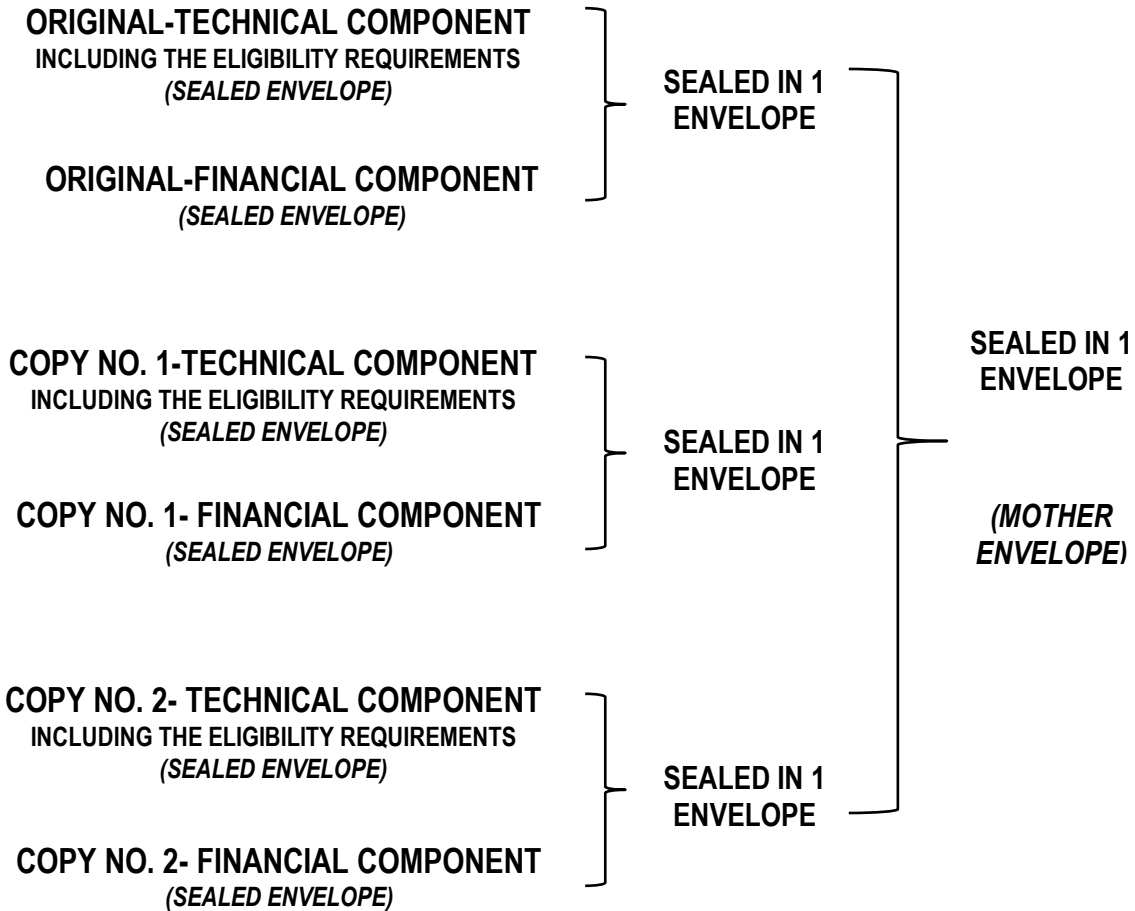 ORIGINAL-TECHNICAL COMPONENT
INCLUDING THE ELIGIBILITY REQUIREMENTS
(SEALED ENVELOPE)
ORIGINAL-FINANCIAL COMPONENT
(SEALED ENVELOPE)
SEALED IN 1
ENVELOPE
COPY NO. 1-TECHNICAL COMPONENT
INCLUDING THE ELIGIBILITY REQUIREMENTS
(SEALED ENVELOPE)
COPY NO. 1- FINANCIAL COMPONENT
(SEALED ENVELOPE)
SEALED IN 1
ENVELOPE
COPY NO. 2- TECHNICAL COMPONENT
INCLUDING THE ELIGIBILITY REQUIREMENTS
(SEALED ENVELOPE)
COPY NO. 2- FINANCIAL COMPONENT
(SEALED ENVELOPE)
SEALED IN 1
ENVELOPE
SEALED IN 1
ENVELOPE
(MOTHER
ENVELOPE)